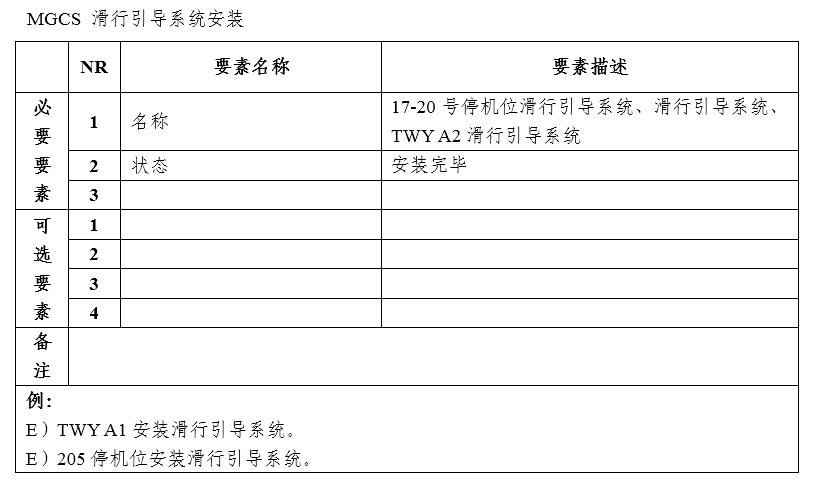 MGCS 滑行引导系统安装
NR 要素名称 要素描述
必要要素
1 名称 17-20 号停机位滑行引导系统、滑行引导系统、
TWY A2 滑行引导系统
2 状态 安装完毕
3
可选要素
1
2
3
4
备注
例：
E）TWY A1 安装滑行引导系统。
E）205 停机位安装滑行引导系统。